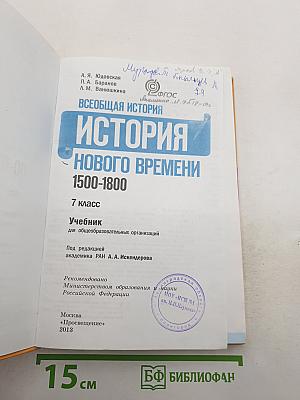 А. Я. Юдовская
П. А. Баранов
Л. М. Ванюшкина
ФГОС
7 А
ВСЕОБЩАЯ ИСТОРИЯ
ИСТОРИЯ
НОВОГО ВРЕМЕНИ
1500-1800
7 класс
Учебник
для общеобразовательных организаций
Под редакцией
академика РАН А. А. Искендерова
Рекомендовано
Министерством образования и науки
Российской Федерации
Москва
«Просвещение»
2013
15 см
БФ БИБЛИОФАН